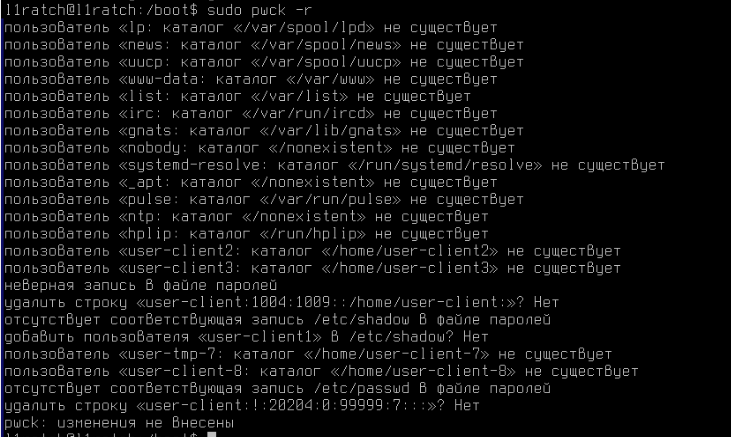 l1ratch@l1ratch:/boot$ sudo pwck -r
пользователь «lp: каталог «/var/spool/lpd» не существует
пользователь «news: каталог «/var/spool/news» не существует
пользователь «uucp: каталог «/var/spool/uucp» не существует
пользователь «www-data: каталог «/var/www» не существует
пользователь «list: каталог «/var/list» не существует
пользователь «irc: каталог «/var/run/ircd» не существует
пользователь «gnats: каталог «/var/lib/gnats» не существует
пользователь «nobody: каталог «/nonexistent» не существует
пользователь «systemd-resolve: каталог «/run/systemd/resolve» не существует
пользователь «_apt: каталог «/nonexistent» не существует
пользователь «pulse: каталог «/var/run/pulse» не существует
пользователь «ntp: каталог «/nonexistent» не существует
пользователь «hplip: каталог «/run/hplip» не существует
пользователь «user-client2: каталог «/home/user-client2» не существует
пользователь «user-client3: каталог «/home/user-client3» не существует
неверная запись в файле паролей
удалить строку «user-client:1004:1009::/home/user-client:»? Нет
отсутствует соответствующая запись /etc/shadow в файле паролей
добавить пользователя «user-client1» в /etc/shadow? Нет
пользователь «user-tmp-7: каталог «/home/user-client-7» не существует
пользователь «user-client-8: каталог «/home/user-client-8» не существует
отсутствует соответствующая запись /etc/passwd в файле паролей
удалить строку «user-client:!:20204:0:99999:7:::»? Нет
pwck: изменения не внесены
l1ratch@l1ratch:/boot$